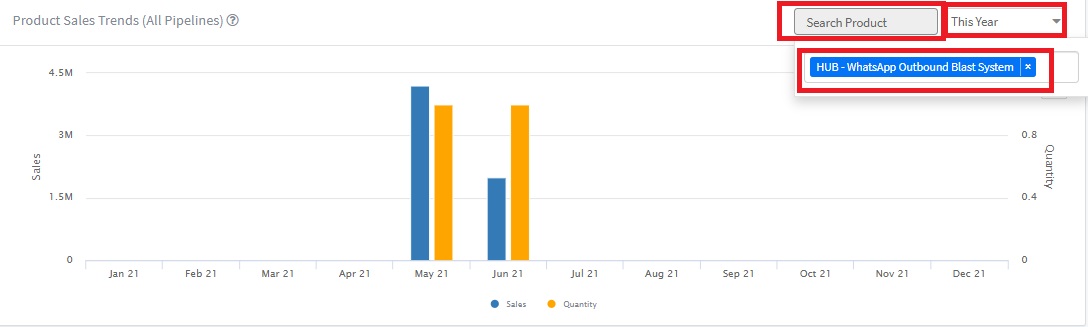 Product Sales Trends (All Pipelines) ?
Search Product
This Year
HUB - WhatsApp Outbound Blast System ×
4.5M
3M
1.5M
0
Sales
0.8
0.4
0
Quantity
Jan 21 Feb 21 Mar 21 Apr 21 May 21 Jun 21 Jul 21 Aug 21 Sep 21 Oct 21 Nov 21 Dec 21
Sales Quantity